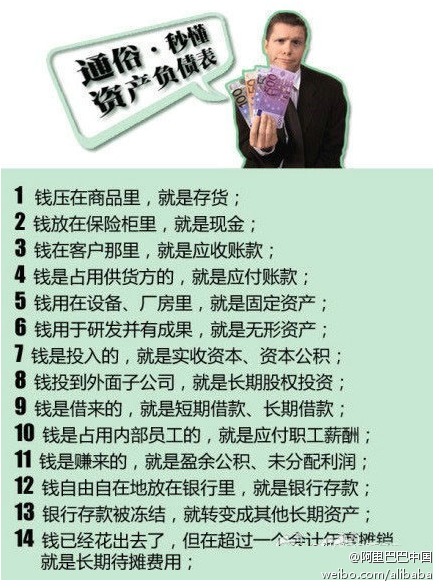 通俗·秒懂
资产负债表
1 钱压在商品里，就是存货；
2 钱放在保险柜里，就是现金；
3 钱在客户那里，就是应收账款；
4 钱是占用供货方的，就是应付账款；
5 钱用在设备、厂房里，就是固定资产；
6 钱用于研发并有成果，就是无形资产；
7 钱是投入的，就是实收资本、资本公积；
8 钱投到外面子公司，就是长期股权投资；
9 钱是借来的，就是短期借款、长期借款；
10 钱是占用内部员工的，就是应付职工薪酬；
11 钱是赚来的，就是盈余公积、未分配利润；
12 钱自由自在地放在银行里，就是银行存款；
13 银行存款被冻结，就转变成其他长期资产；
14 钱已经花出去了，但在超过一个会计年度摊销
就是长期待摊费用；
@阿里巴巴中国
weibo.com/alibaba